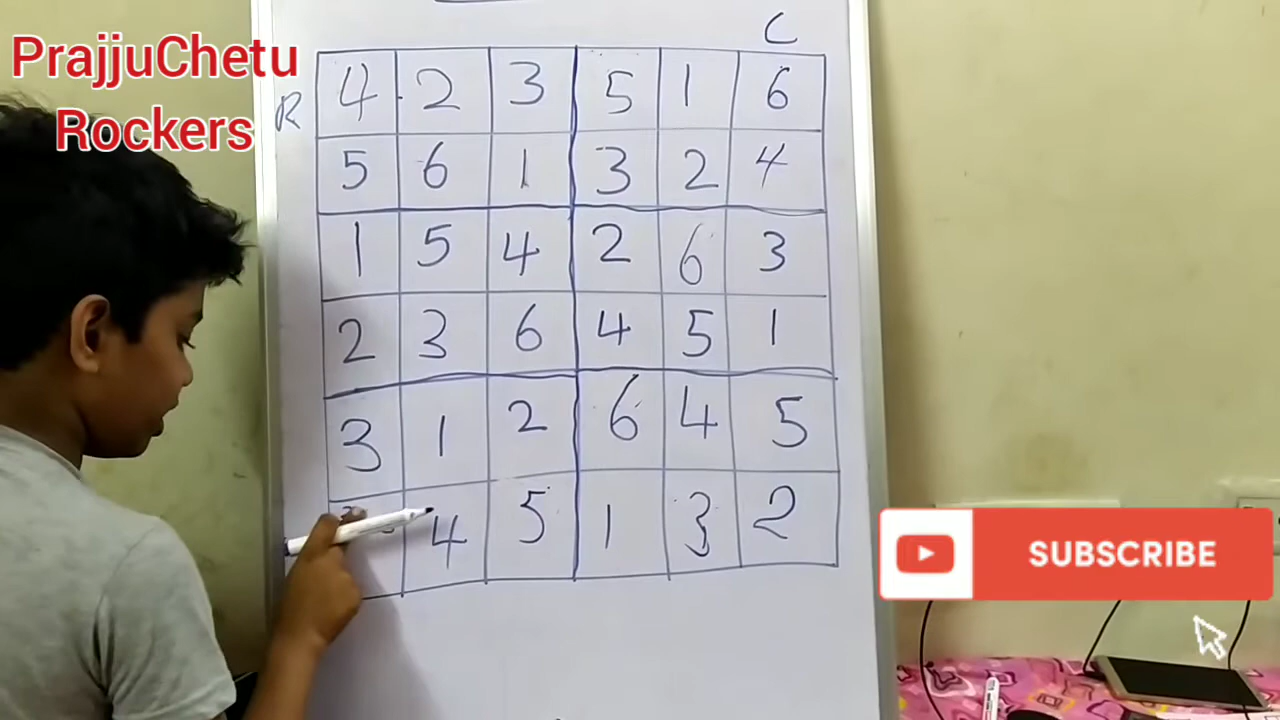 PrajjuChetu
Rockers
C
R
4 2 3 5 1 6
5 6 1 3 2 4
1 5 4 2 6 3
2 3 6 4 5 1
3 1 2 6 4 5
4 5 1 3 2
SUBSCRIBE